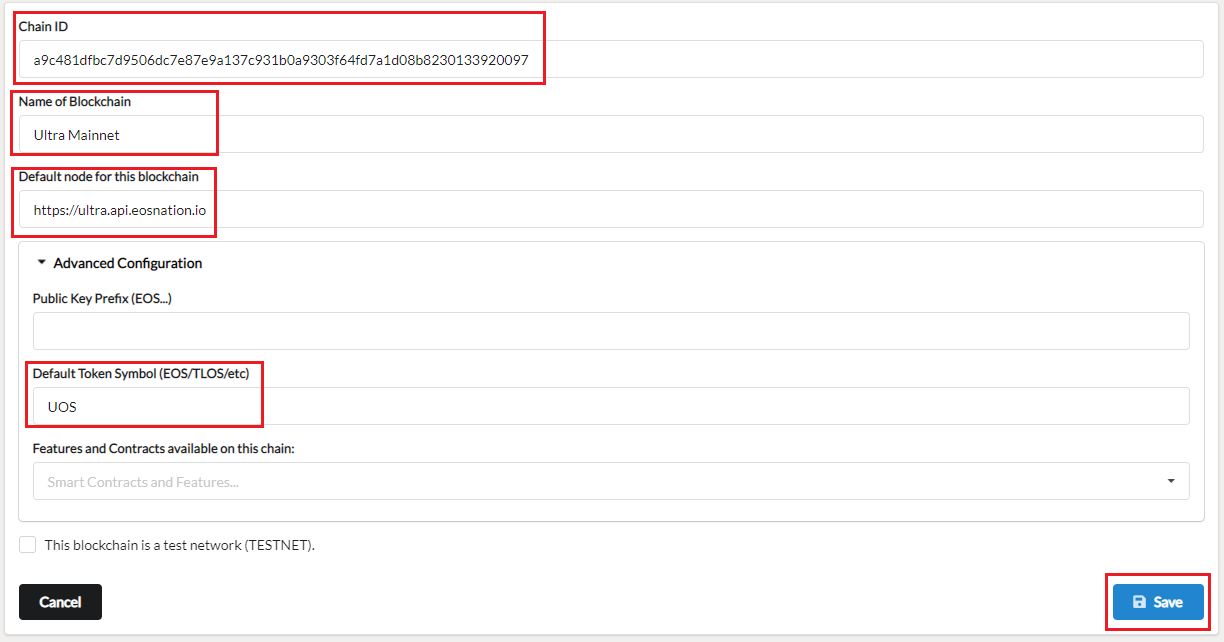 Chain ID
a9c481dfbc7d9506dc7e87e9a137c931b0a9303f64fd7a1d08b8230133920097
Name of Blockchain
Ultra Mainnet
Default node for this blockchain
https://ultra.api.eosnation.io
Advanced Configuration
Public Key Prefix (EOS...)
Default Token Symbol (EOS/TLOS/etc)
UOS
Features and Contracts available on this chain:
Smart Contracts and Features...
This blockchain is a test network (TESTNET).
Cancel
Save